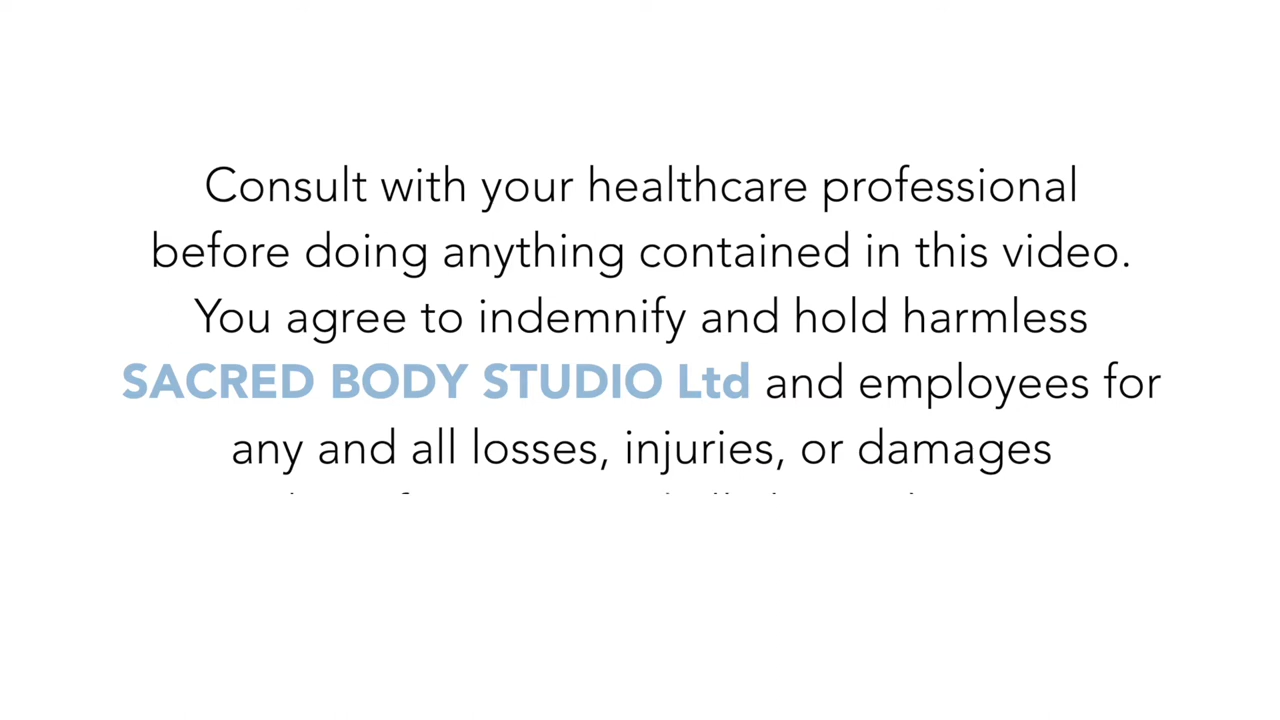 Consult with your healthcare professional
before doing anything contained in this video.
You agree to indemnify and hold harmless
SACRED BODY STUDIO Ltd and employees for
any and all losses, injuries, or damages